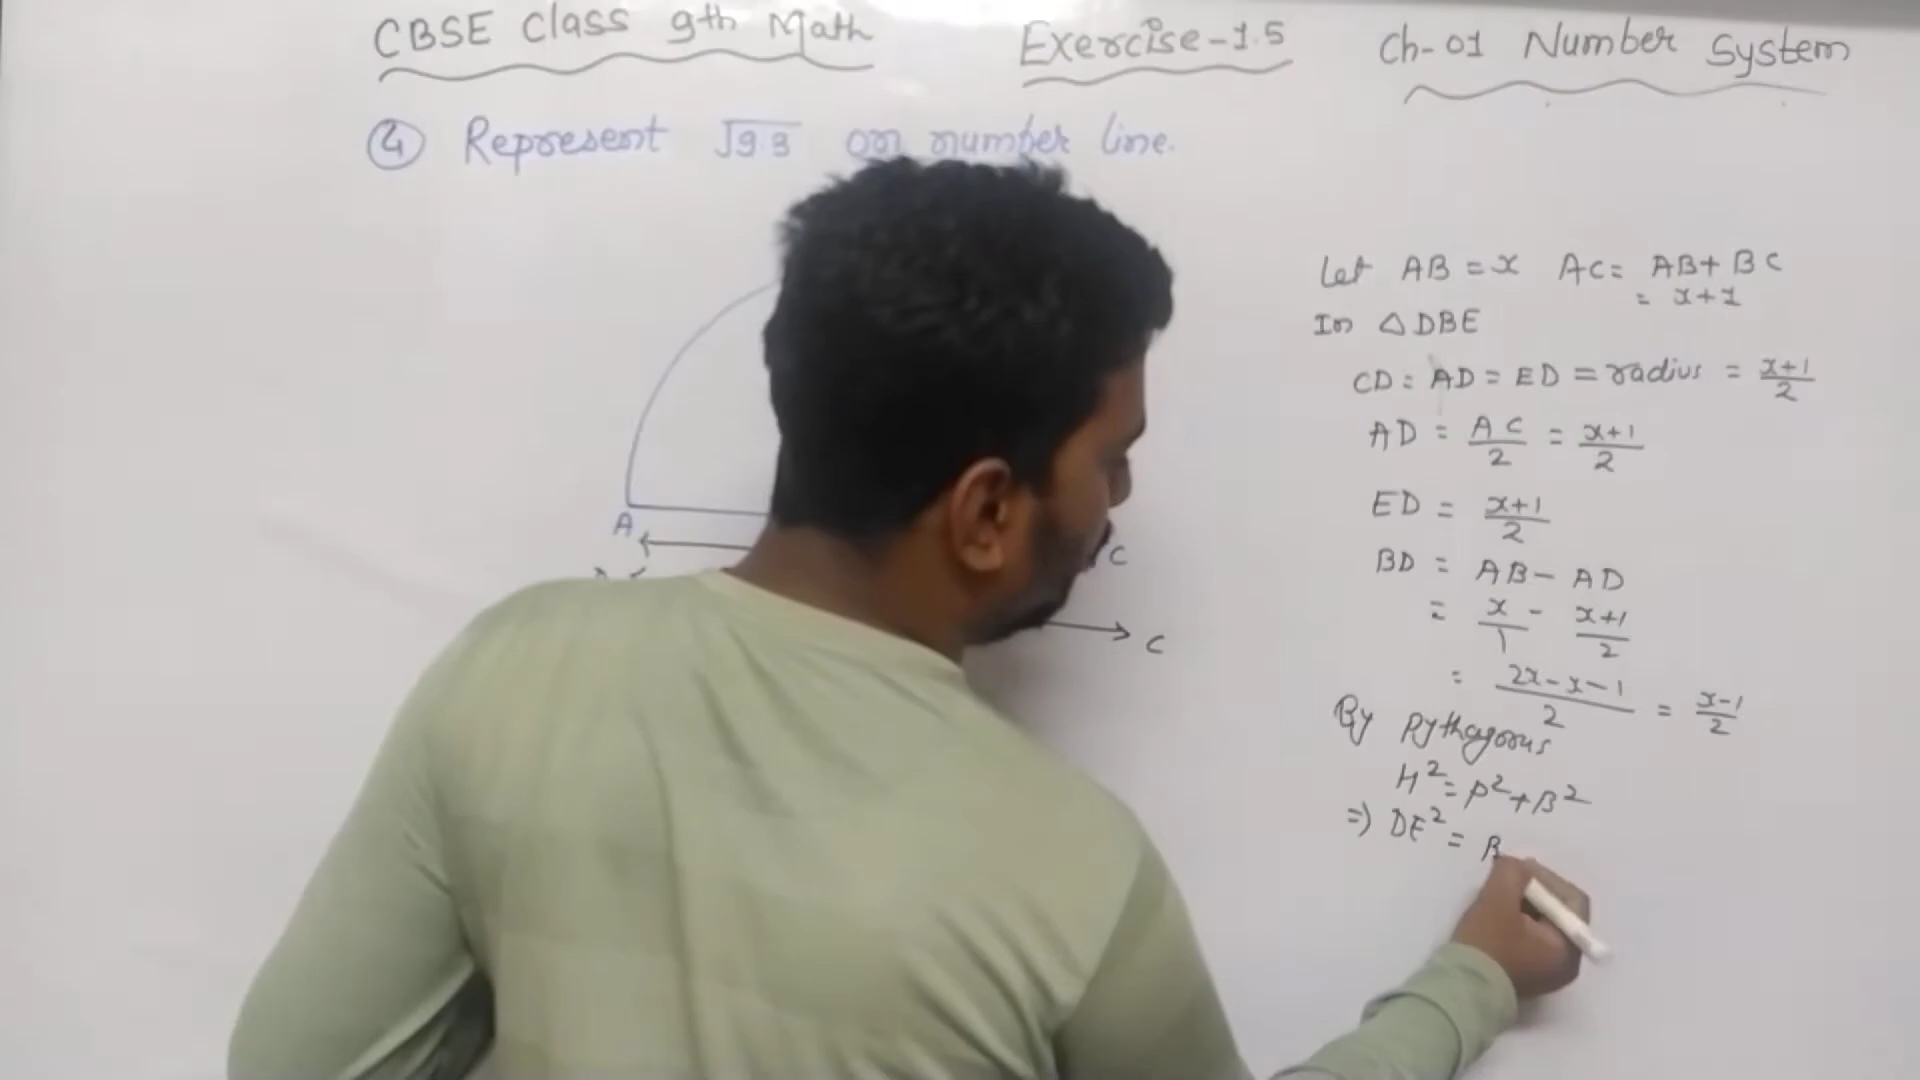 CBSE Class 9th Math Exercise-1.5 Ch-01 Number System
④ Represent √9.3 on number line.
Let AB = x AC = AB + BC
= x+1
In △DBE
CD = AD = ED = radius = x+1/2
AD = AC/2 = x+1/2
ED = x+1/2
BD = AB - AD
= x/1 - x+1/2
= 2x-x-1/2 = x-1/2
By Pythagorus
H² = P² + B²
⇒ DE² = B
A
C
C